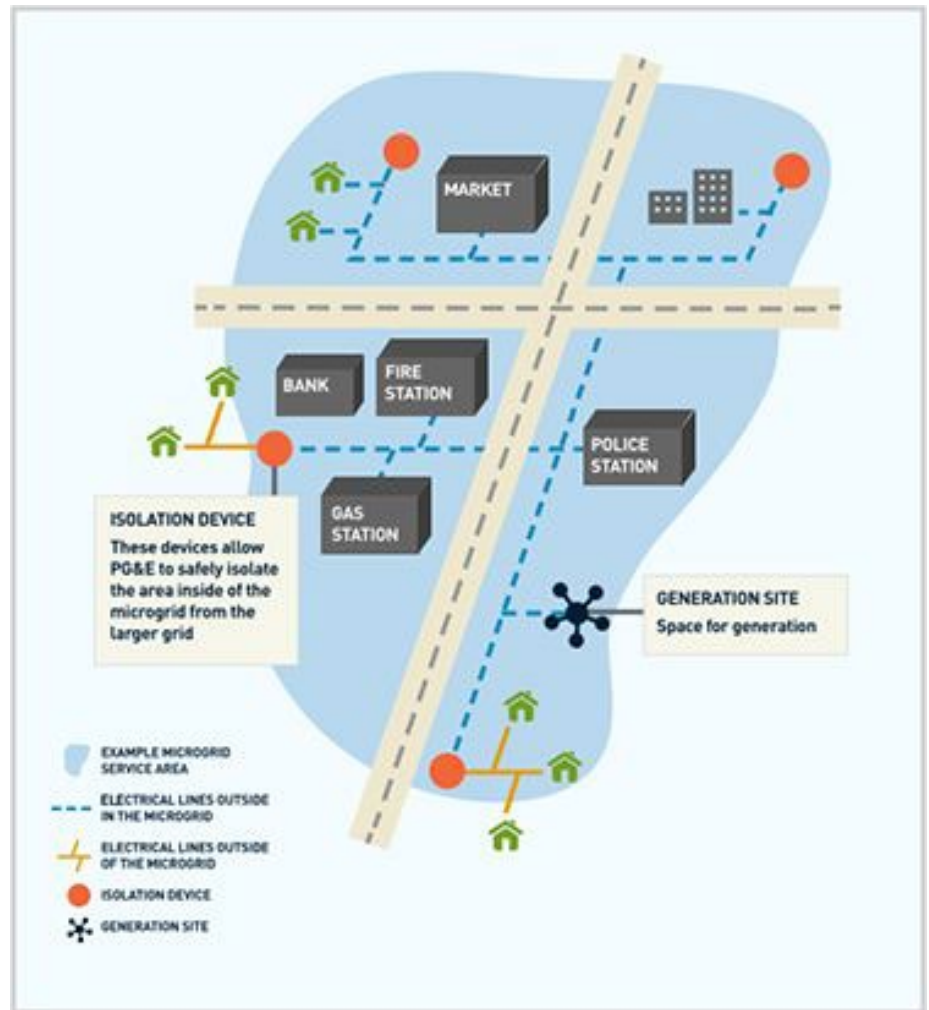 MARKET
BANK
FIRE
STATION
POLICE
STATION
GAS
STATION
ISOLATION DEVICE
These devices allow
PG&E to safely isolate
the area inside of the
microgrid from the
larger grid
GENERATION SITE
Space for generation
EXAMPLE MICROGRID
SERVICE AREA
ELECTRICAL LINES OUTSIDE
IN THE MICROGRID
ELECTRICAL LINES OUTSIDE
OF THE MICROGRID
ISOLATION DEVICE
GENERATION SITE